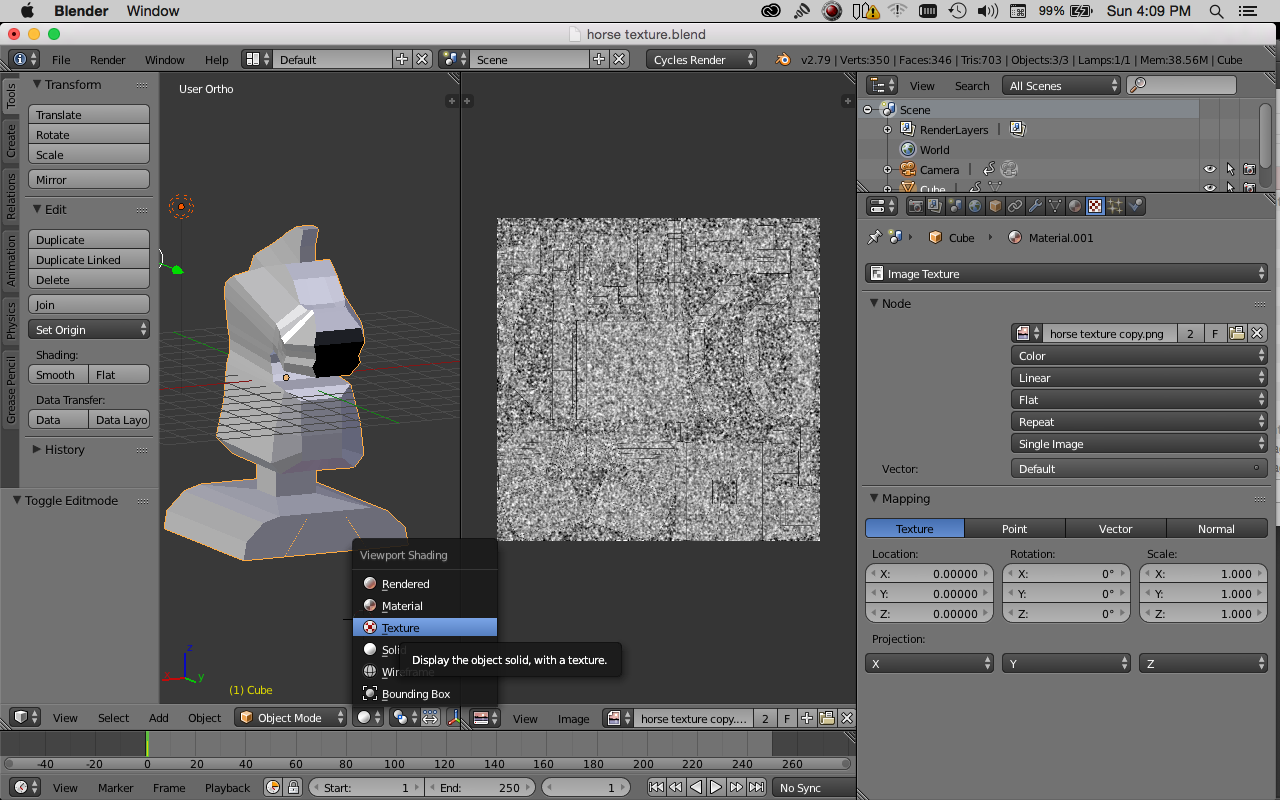 Blender Window 99% Sun 4:09 PM
horse texture.blend
File Render Window Help Default Scene Cycles Render v2.79 | Verts:350 | Faces:346 | Tris:703 | Objects:3/3 | Lamps:1/1 | Mem:38.56M | Cube
Tools
Create
Relations
Animation
Physics
Grease Pencil
Transform
Translate
Rotate
Scale
Mirror
Edit
Duplicate
Duplicate Linked
Delete
Join
Set Origin
Shading:
Smooth Flat
Data Transfer:
Data Data Layo
History
Toggle Editmode
User Ortho
z
x y
(1) Cube
Viewport Shading
Rendered
Material
Texture
Solid
Wireframe
Bounding Box
Display the object solid, with a texture.
View Select Add Object Object Mode
View Image horse texture copy.... 2 F
View Search All Scenes
Scene
RenderLayers |
World
Camera |
Cube |
Cube Material.001
Image Texture
Node
horse texture copy.png 2 F
Color
Linear
Flat
Repeat
Single Image
Vector: Default
Mapping
Texture Point Vector Normal
Location: Rotation: Scale:
X: 0.00000 X: 0° X: 1.000
Y: 0.00000 Y: 0° Y: 1.000
Z: 0.00000 Z: 0° Z: 1.000
Projection:
X Y Z
-40 -20 0 20 40 60 80 100 120 140 160 180 200 220 240 260
View Marker Frame Playback Start: 1 End: 250 1 No Sync